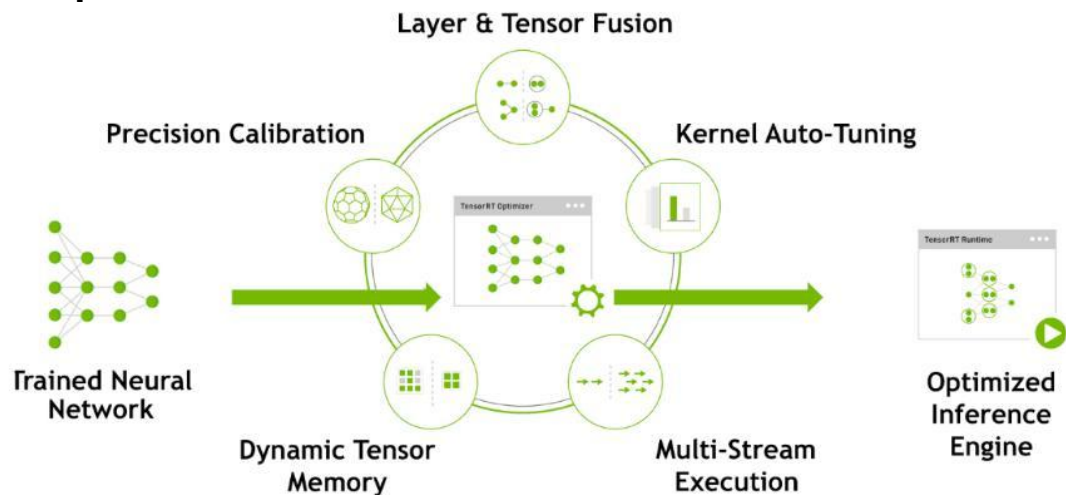 Layer & Tensor Fusion
Precision Calibration
Kernel Auto-Tuning
TensorRT Optimizer
TensorRT Runtime
Trained Neural
Network
Dynamic Tensor
Memory
Multi-Stream
Execution
Optimized
Inference
Engine